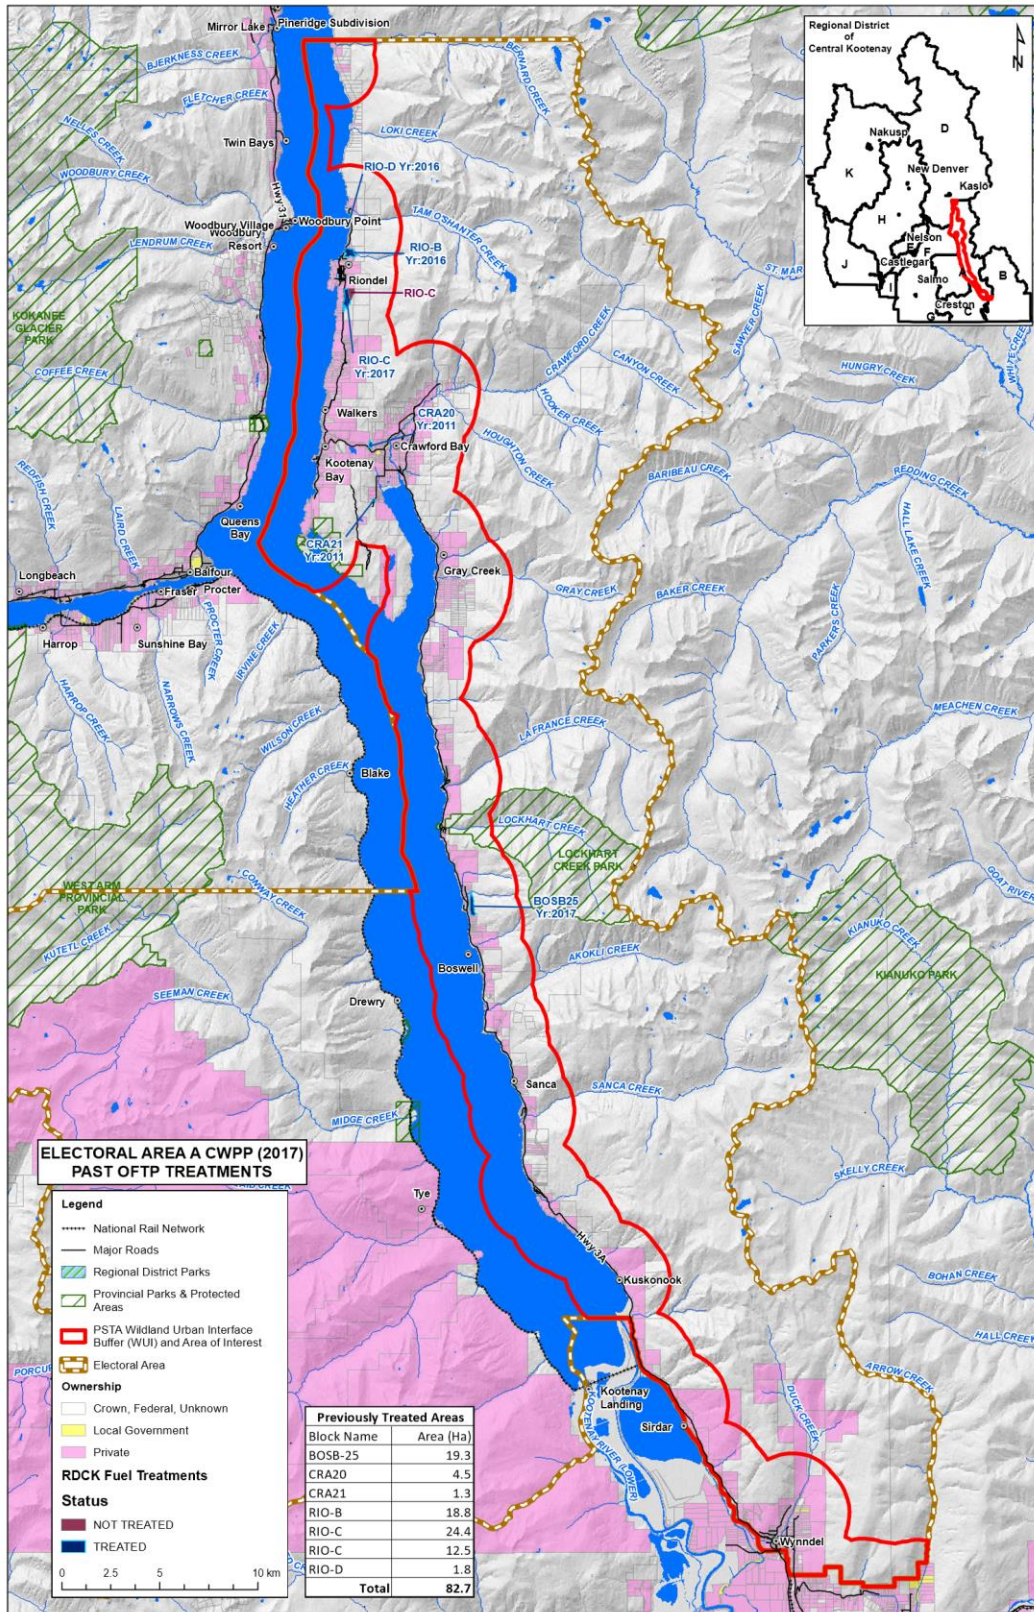 Pineridge Subdivision
Mirror Lake
BJERKNESS CREEK
BERNARD CREEK
FLETCHER CREEK
NELLES CREEK
LOKI CREEK
Twin Bays
RIO-D Yr:2016
WOODBURY CREEK
Hwy 31
Woodbury Point
TAM O'SHANTER CREEK
Woodbury Village
Woodbury
Resort
LENDRUM CREEK
RIO-B
Yr:2016
ST. MAR
Riondel
RIO-C
SAWYER CREEK
KOKANEE
GLACIER
PARK
CRAWFORD CREEK
WHITE CREE
COFFEE CREEK
RIO-C
Yr:2017
CANYON CREEK
HUNGRY CREEK
Walkers
HOOKER CREEK
CRA20
Yr:2011
Crawford Bay
HOUGHTON CREEK
Kootenay
Bay
BARIBEAU CREEK
REDDING CREEK
REDFISH CREEK
LAIRD CREEK
Queens
Bay
HALL LAKE CREEK
CRA21
Yr:2011
Gray Creek
Longbeach
Balfour
Fraser
Procter
GRAY CREEK
BAKER CREEK
PARKERS CREEK
Harrop
Sunshine Bay
PROCTER CREEK
IRVINE CREEK
HARROP CREEK
NARROWS CREEK
MEACHEN CREEK
WILSON CREEK
LA FRANCE CREEK
HEATHER CREEK
Blake
LOCKHART CREEK
LOCKHART
CREEK PARK
WEST ARM
PROVINCIAL
PARK
CONWAY CREEK
BOSB25
Yr:2017
GOAT RIVER
KUTETL CREEK
KIANUKO CREEK
AKOKLI CREEK
Boswell
KIANUKO PARK
SEEMAN CREEK
Drewry
Sanca
SANCA CREEK
MIDGE CREEK
SKELLY CREEK
Tye
Hwy 3A
Kuskonook
BOHAN CREEK
HALL CREEK
PORCUP
ARROW CREEK
Kootenay
Landing
DUCK CREEK
Sirdar
KOOTENAY RIVER (LOWER)
Wynndel
Regional District
of
Central Kootenay
N
D
Nakusp
K
New Denver
Kaslo
H
Nelson
E
F
Castlegar
J
A
B
Salmo
I
Creston
G
C
ELECTORAL AREA A CWPP (2017)
PAST OFTP TREATMENTS
Legend
National Rail Network
Major Roads
Regional District Parks
Provincial Parks & Protected
Areas
PSTA Wildland Urban Interface
Buffer (WUI) and Area of Interest
Electoral Area
Ownership
Crown, Federal, Unknown
Local Government
Private
RDCK Fuel Treatments
Status
NOT TREATED
TREATED
0 2.5 5 10 km
Previously Treated Areas
Block Name Area (Ha)
BOSB-25 19.3
CRA20 4.5
CRA21 1.3
RIO-B 18.8
RIO-C 24.4
RIO-C 12.5
RIO-D 1.8
Total 82.7